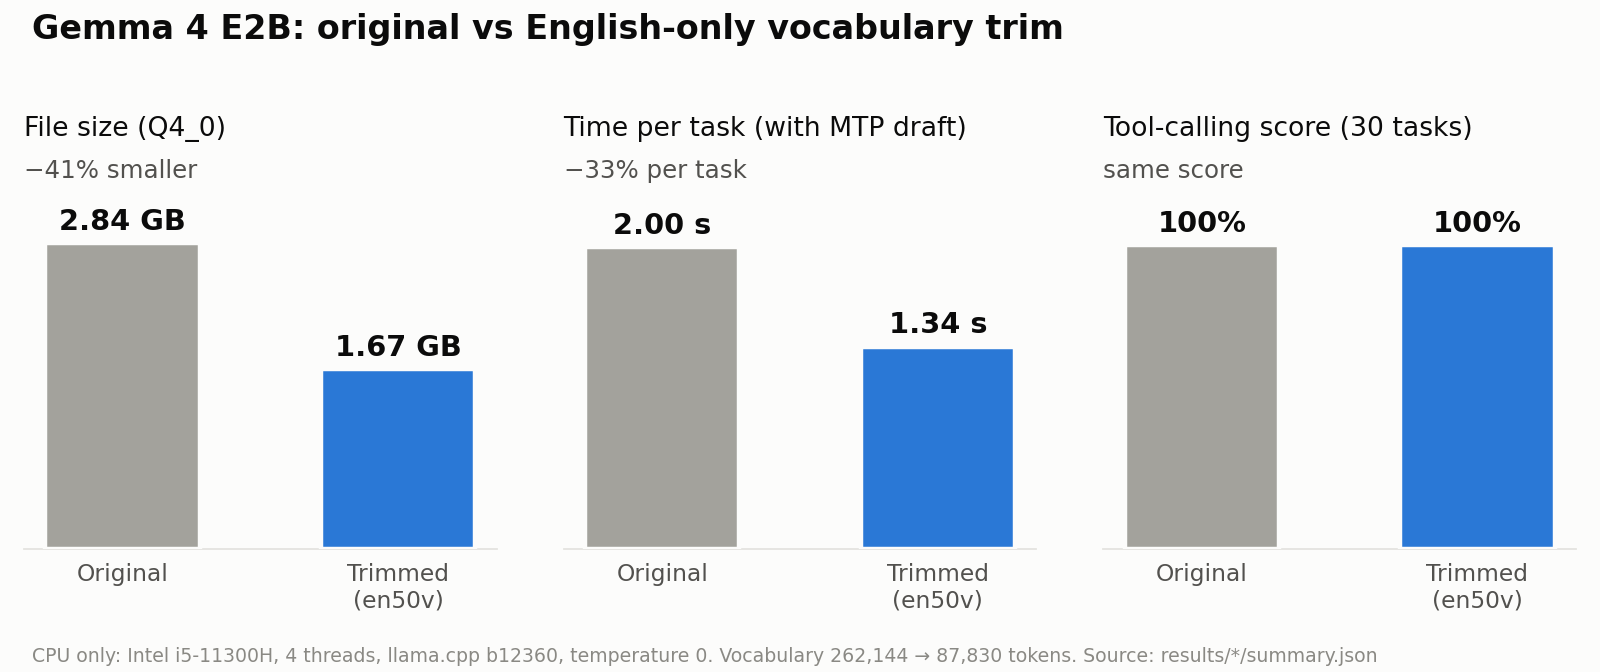 Gemma 4 E2B: original vs English-only vocabulary trim
File size (Q4_0)
−41% smaller
2.84 GB
1.67 GB
Original
Trimmed
(en50v)
Time per task (with MTP draft)
−33% per task
2.00 s
1.34 s
Original
Trimmed
(en50v)
Tool-calling score (30 tasks)
same score
100%
100%
Original
Trimmed
(en50v)
CPU only: Intel i5-11300H, 4 threads, llama.cpp b12360, temperature 0. Vocabulary 262,144 → 87,830 tokens. Source: results/*/summary.json